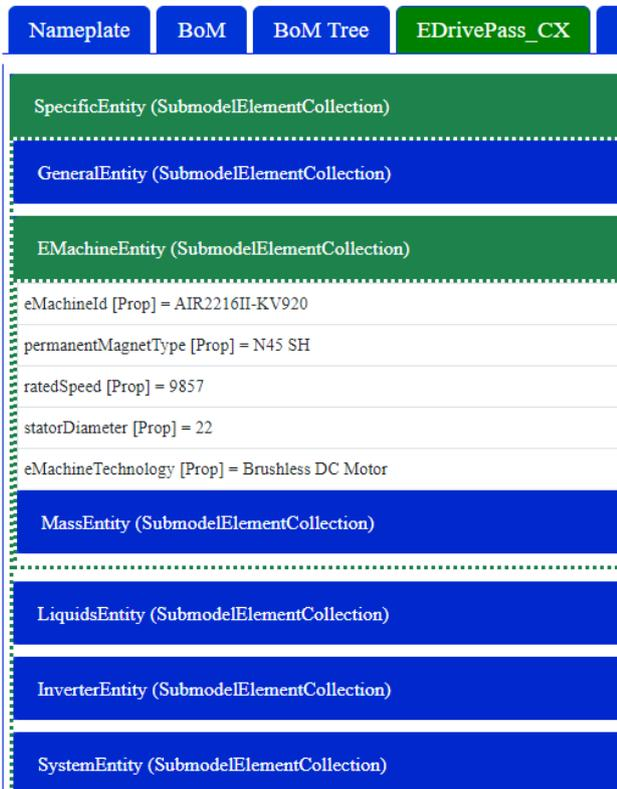 Nameplate BoM BoM Tree EDrivePass_CX
SpecificEntity (SubmodelElementCollection)
GeneralEntity (SubmodelElementCollection)
EMachineEntity (SubmodelElementCollection)
eMachineId [Prop] = AIR2216II-KV920
permanentMagnetType [Prop] = N45 SH
ratedSpeed [Prop] = 9857
statorDiameter [Prop] = 22
eMachineTechnology [Prop] = Brushless DC Motor
MassEntity (SubmodelElementCollection)
LiquidsEntity (SubmodelElementCollection)
InverterEntity (SubmodelElementCollection)
SystemEntity (SubmodelElementCollection)